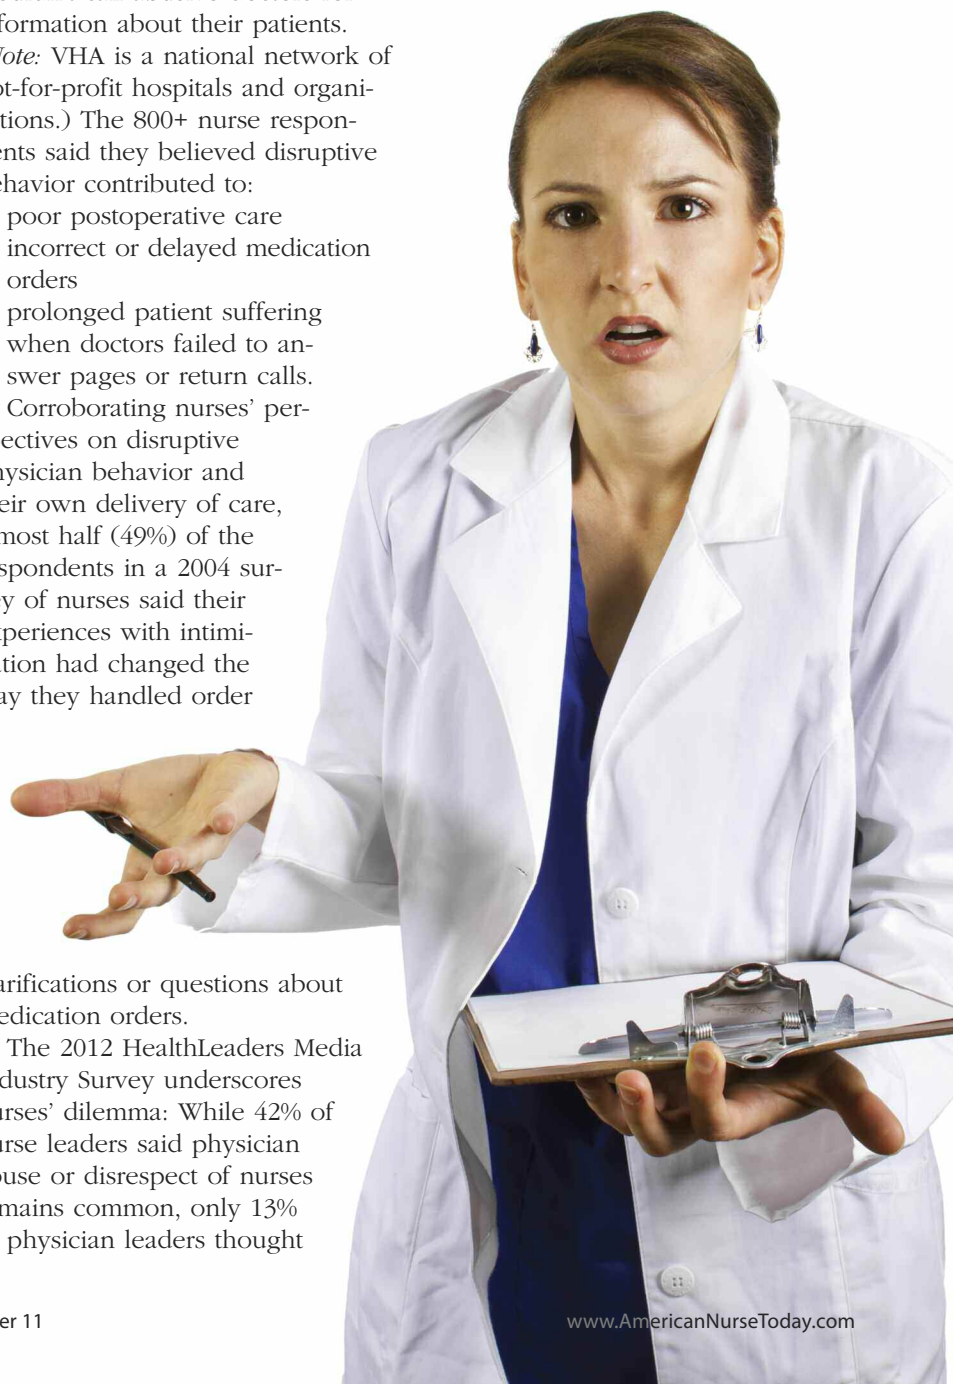 formation about their patients.
Note: VHA is a national network of
ot-for-profit hospitals and organi-
tions.) The 800+ nurse respon-
ents said they believed disruptive
ehavior contributed to:
poor postoperative care
incorrect or delayed medication
orders
prolonged patient suffering
when doctors failed to an-
swer pages or return calls.
Corroborating nurses’ per-
ectives on disruptive
hysician behavior and
eir own delivery of care,
most half (49%) of the
spondents in a 2004 sur-
y of nurses said their
xperiences with intimi-
ation had changed the
ay they handled order
arifications or questions about
edication orders.
The 2012 HealthLeaders Media
dustry Survey underscores
urses’ dilemma: While 42% of
urse leaders said physician
ouse or disrespect of nurses
mains common, only 13%
physician leaders thought
er 11
www.AmericanNurseToday.com